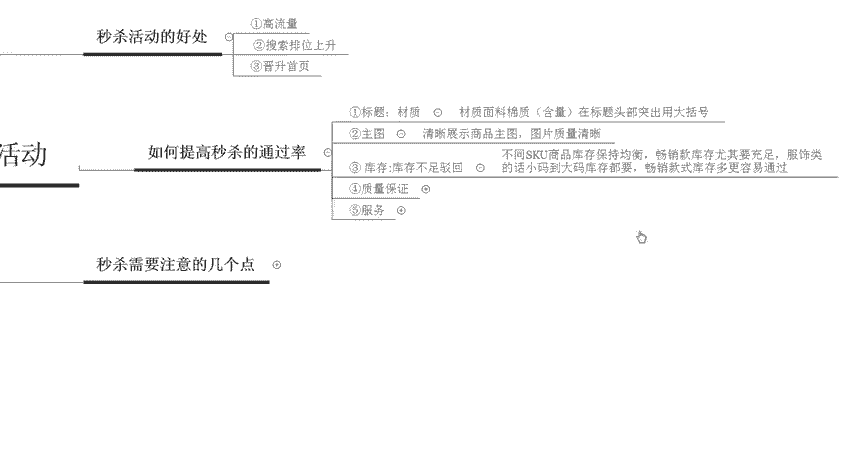 秒杀活动的好处
①高流量
②搜索排位上升
③晋升首页
活动
如何提高秒杀的通过率
①标题：材质
材质面料棉质（含量）在标题头部突出用大括号
②主图
清晰展示商品主图，图片质量清晰
③ 库存:库存不足驳回
不同SKU商品库存保持均衡，畅销款库存尤其要充足，服饰类
的话小码到大码库存都要，畅销款式库存多更容易通过
④质量保证
⑤服务
秒杀需要注意的几个点